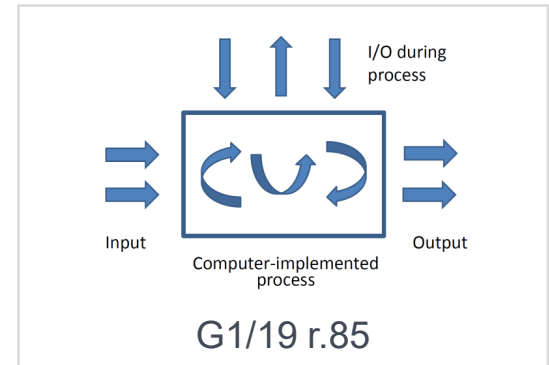 I/O during
process
Input
Output
Computer-implemented
process
G1/19 r.85